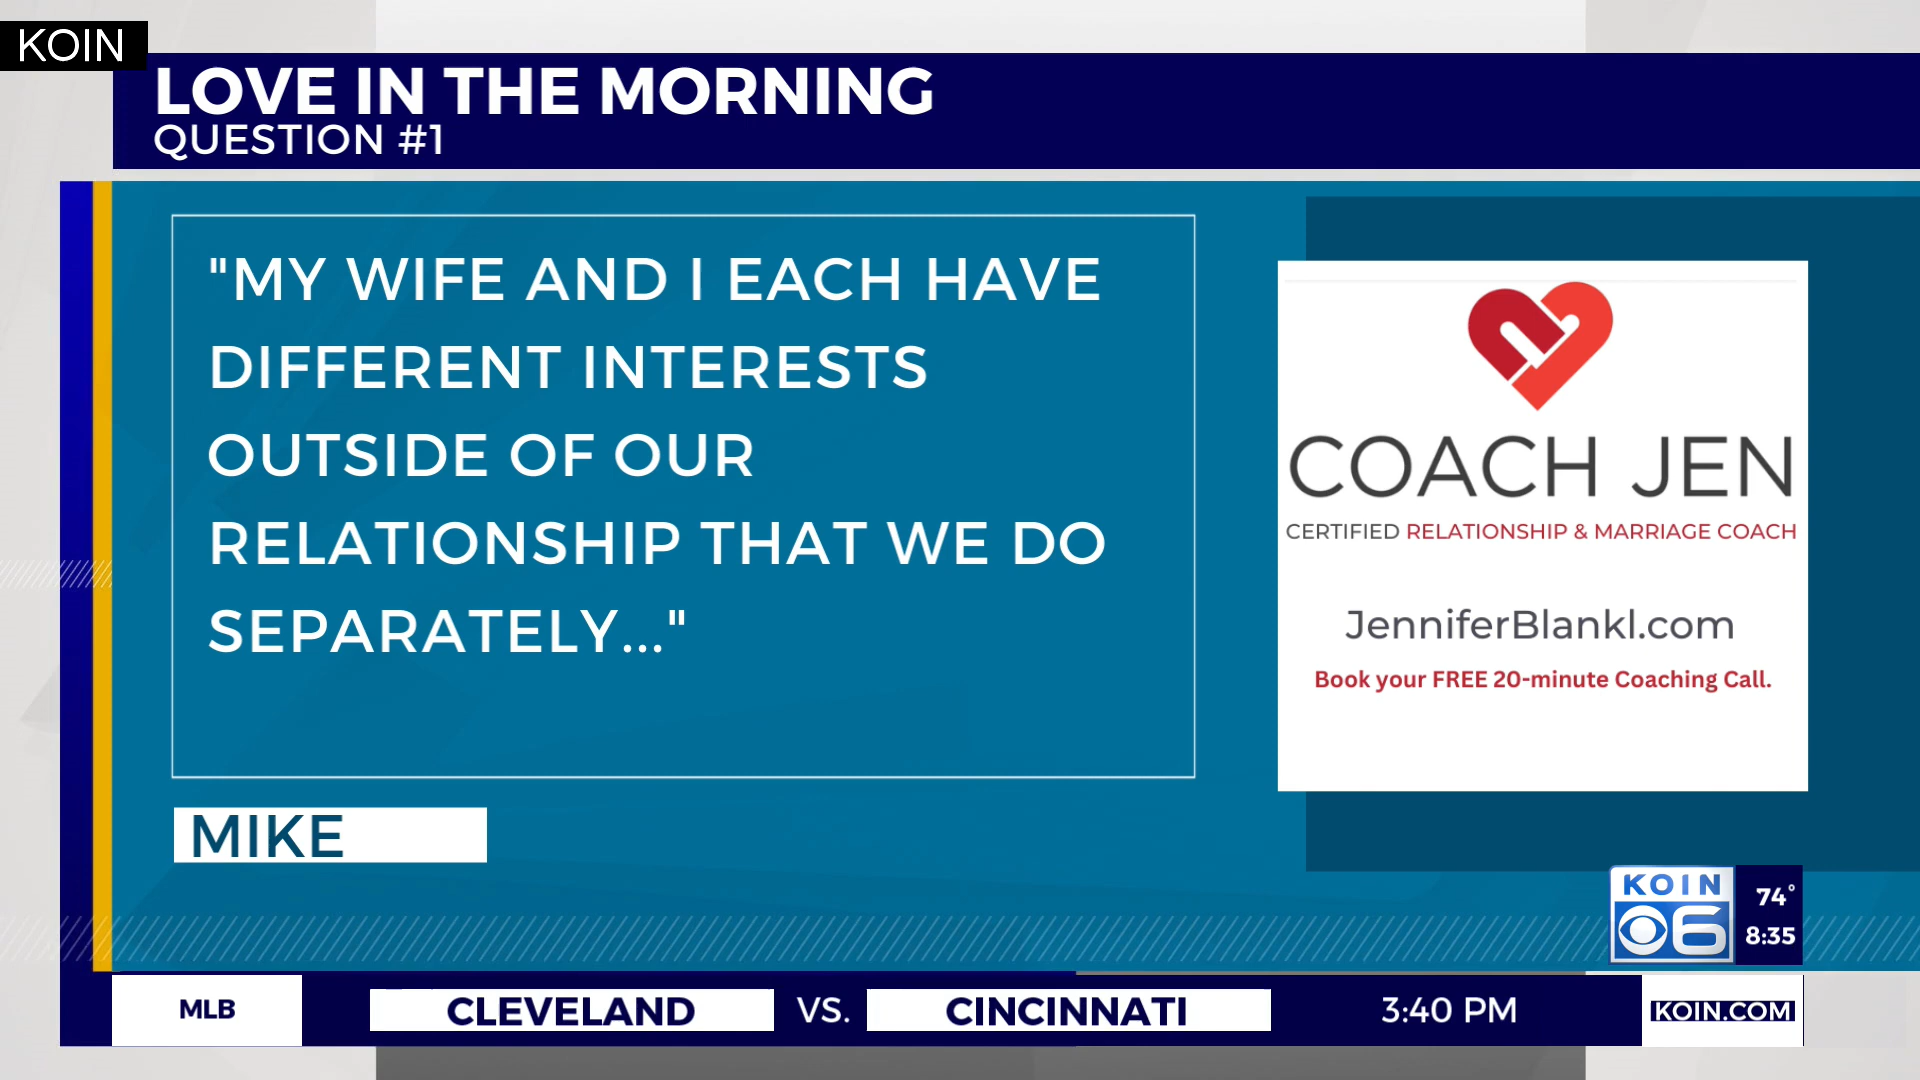 KOIN
LOVE IN THE MORNING
QUESTION #1
"MY WIFE AND I EACH HAVE
DIFFERENT INTERESTS
OUTSIDE OF OUR
RELATIONSHIP THAT WE DO
SEPARATELY..."
MIKE
COACH JEN
CERTIFIED RELATIONSHIP & MARRIAGE COACH
JenniferBlankl.com
Book your FREE 20-minute Coaching Call.
KOIN
6
74°
8:35
MLB
CLEVELAND VS. CINCINNATI
3:40 PM
KOIN.COM